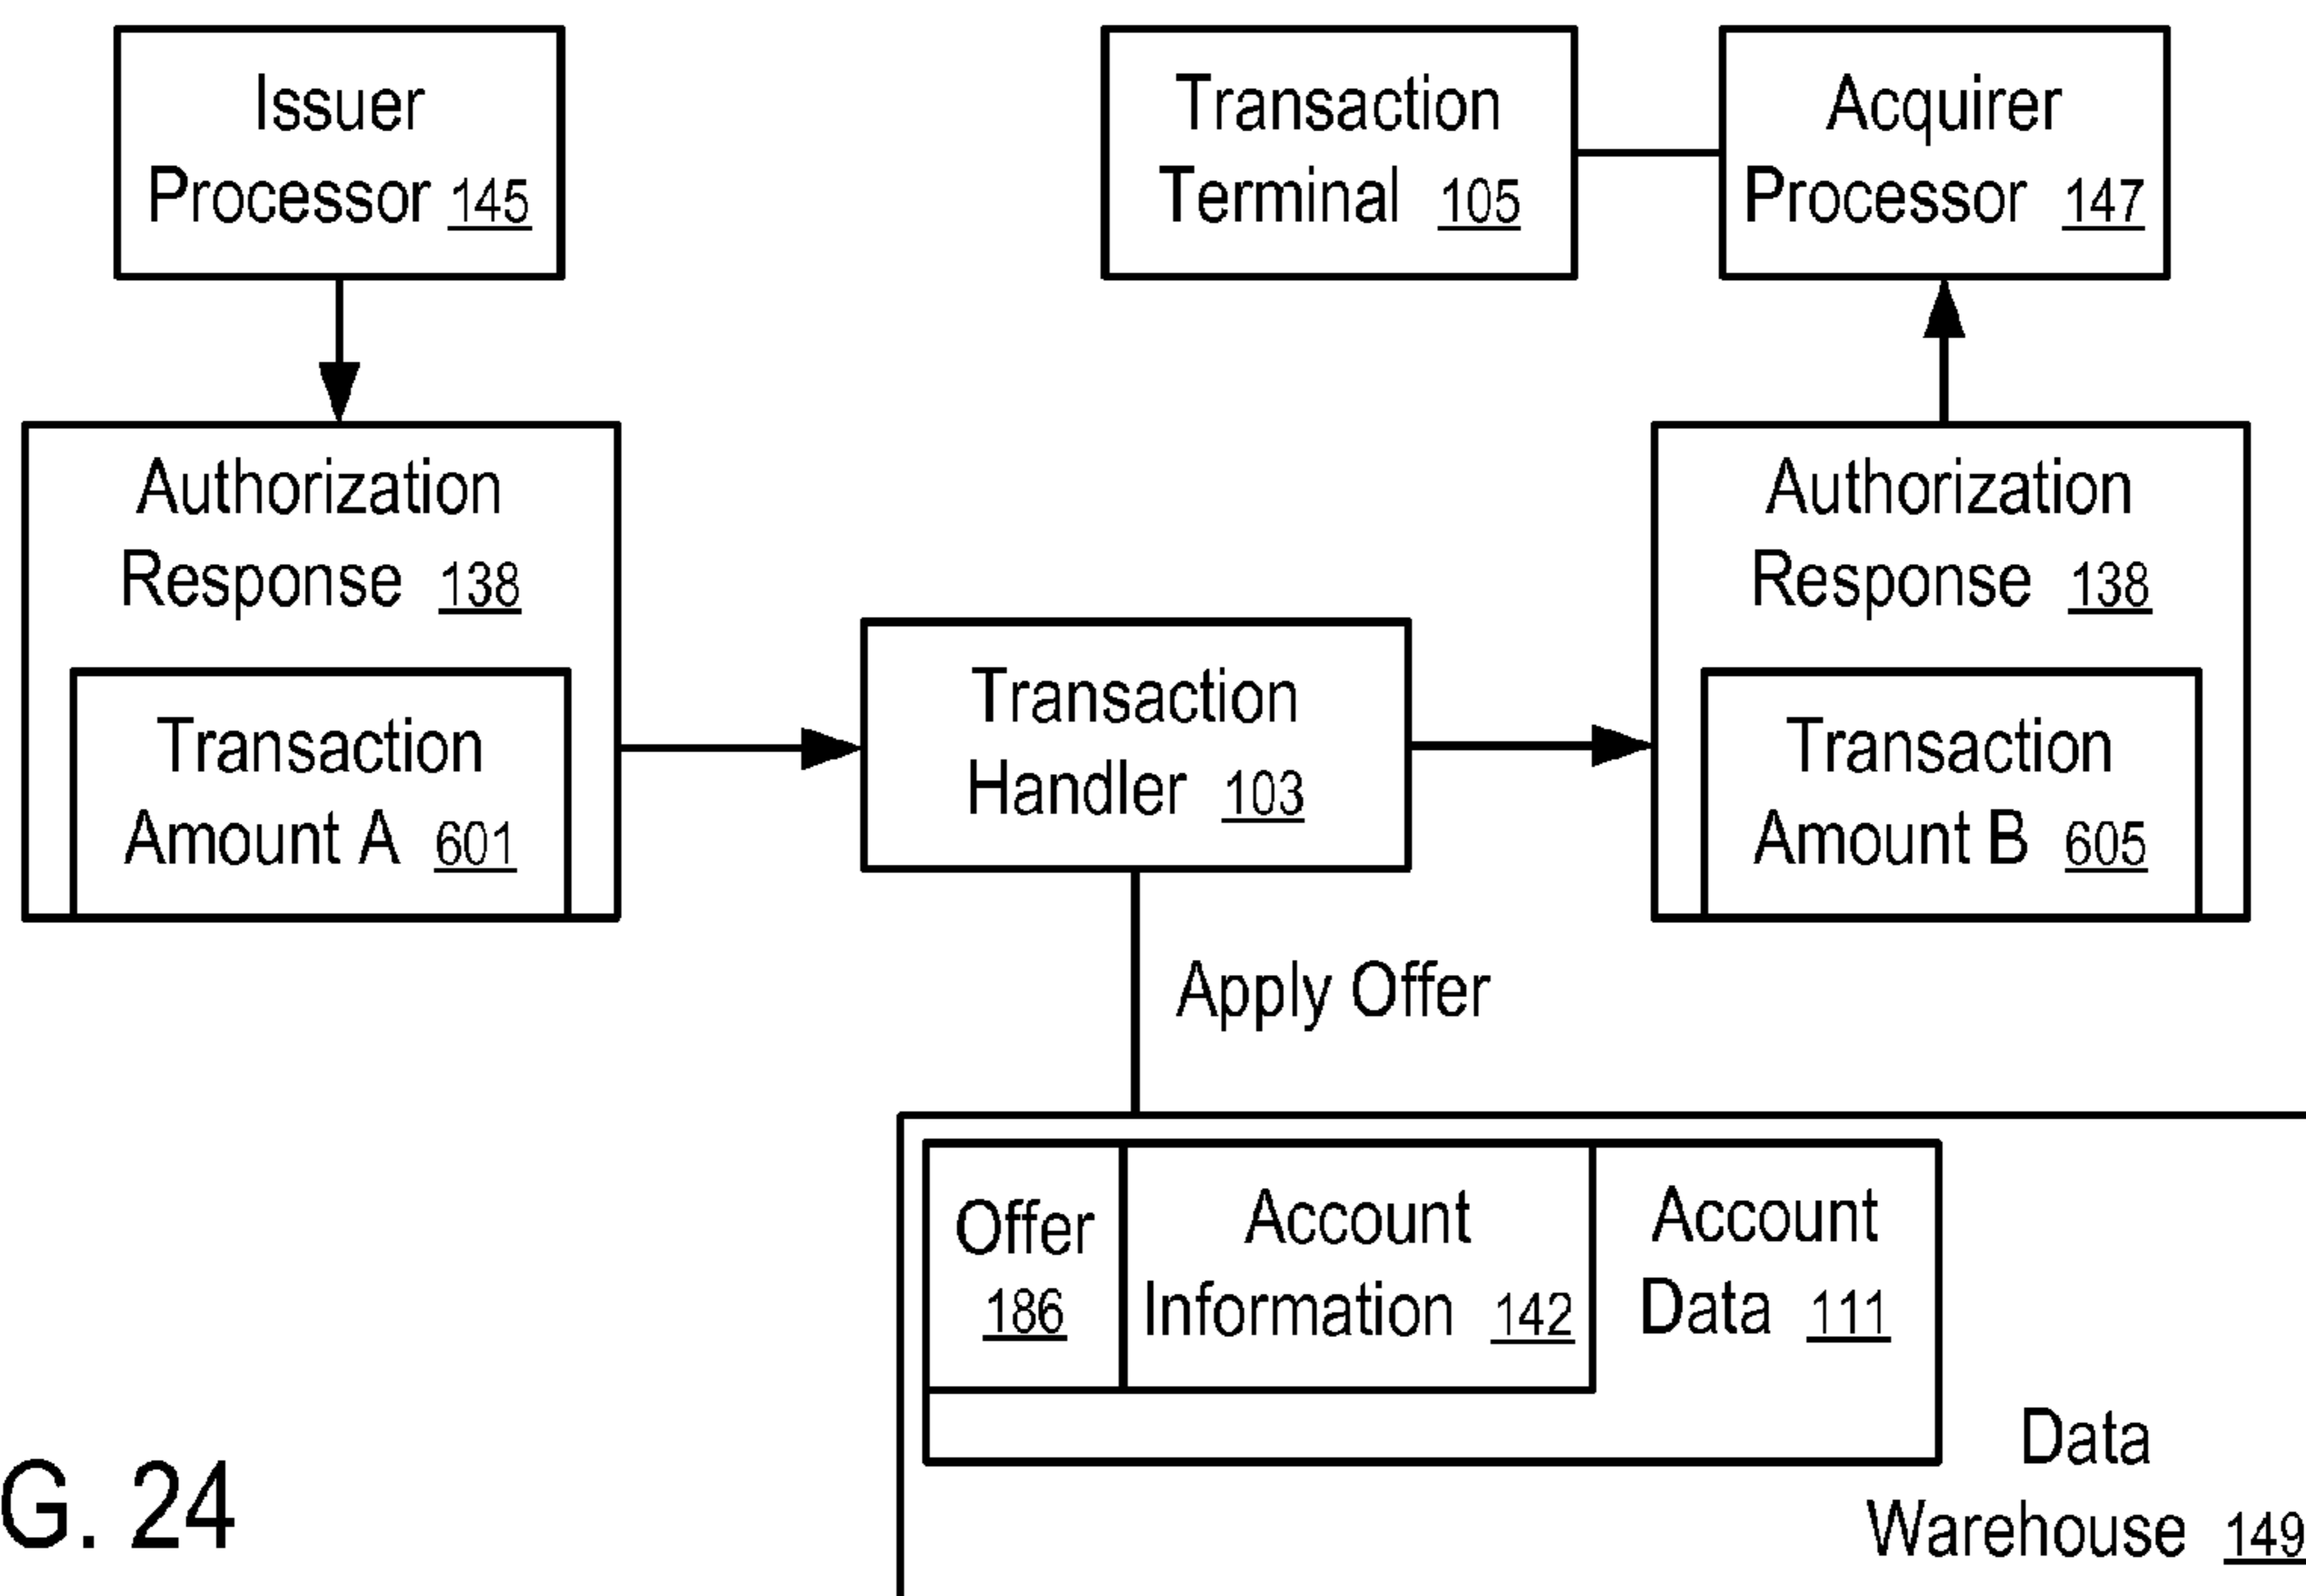 Issuer
Processor 145
Transaction
Terminal 105
Acquirer
Processor 147
Authorization
Response 138
Transaction
Amount A 601
Transaction
Handler 103
Authorization
Response 138
Transaction
Amount B 605
Apply Offer
Offer
186
Account
Information 142
Account
Data 111
Data
Warehouse 149
G. 24